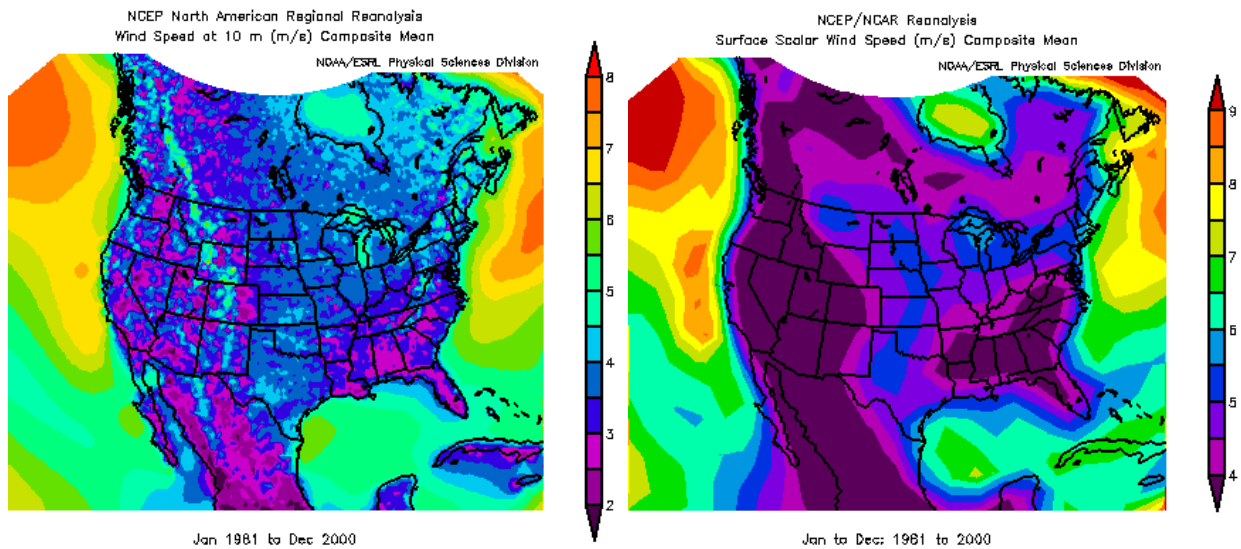 NCEP North American Regional Reanalysis
Wind Speed at 10 m (m/s) Composite Mean
NOAA/ESRL Physical Sciences Division
8
7
6
5
4
3
2
Jan 1981 to Dec 2000
NCEP/NCAR Reanalysis
Surface Scalar Wind Speed (m/s) Composite Mean
NOAA/ESRL Physical Sciences Division
9
8
7
6
5
4
Jan to Dec: 1981 to 2000